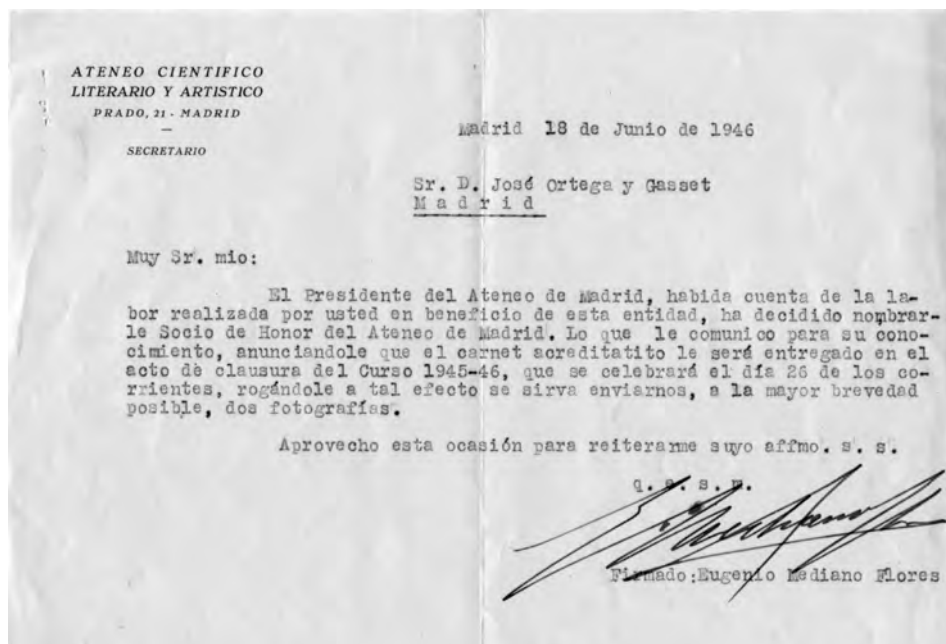 ATENEO CIENTIFICO
LITERARIO Y ARTISTICO
PRADO, 21 - MADRID
SECRETARIO
Madrid 18 de Junio de 1946
Sr. D. José Ortega y Gasset
M a d r i d
Muy Sr. mio:
El Presidente del Ateneo de Madrid, habida cuenta de la la-
bor realizada por usted en beneficio de esta entidad, ha decidido nombrar-
le Socio de Honor del Ateneo de Madrid. Lo que le comunico para su cono-
cimiento, anunciandole que el carnet acreditatito le será entregado en el
acto de clausura del Curso 1945-46, que se celebrará el día 26 de los co-
rrientes, rogándole a tal efecto se sirva enviarnos, a la mayor brevedad
posible, dos fotografías.
Aprovecho esta ocasión para reiterarme suyo affmo. s. s.
q. e. s. m.
Firmado:Eugenio Mediano Flores